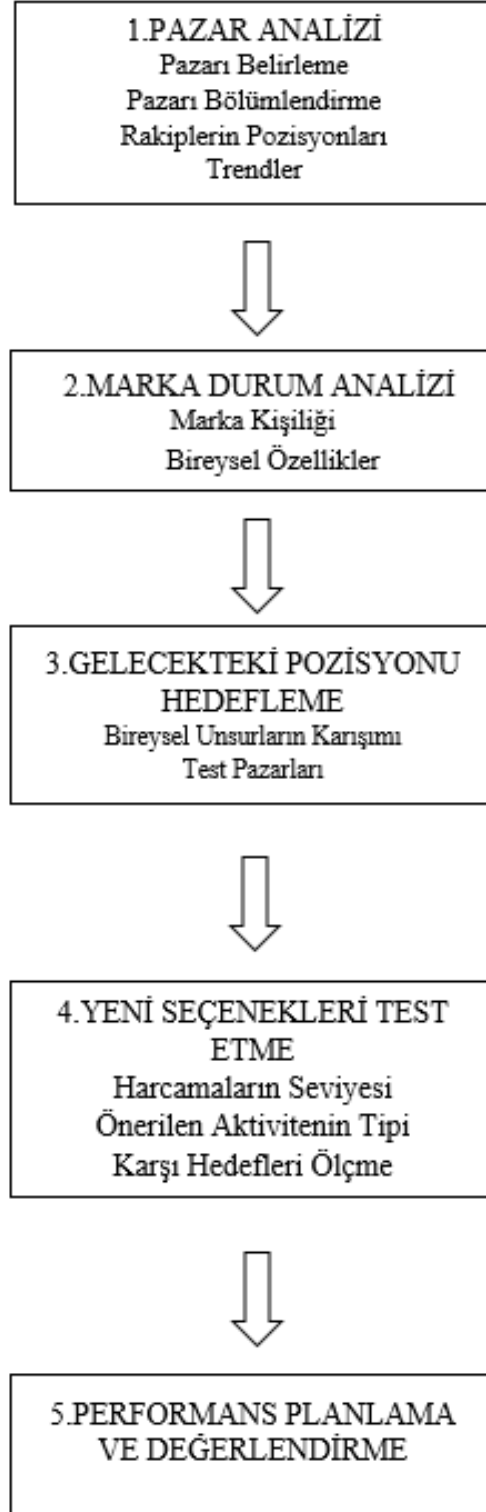 1.PAZAR ANALİZİ
Pazarı Belirleme
Pazarı Bölümlendirme
Rakiplerin Pozisyonları
Trendler
2.MARKA DURUM ANALİZİ
Marka Kişiliği
Bireysel Özellikler
3.GELECEKTEKİ POZİSYONU
HEDEFLEME
Bireysel Unsurların Karışımı
Test Pazarları
4.YENİ SEÇENEKLERİ TEST
ETME
Harcamaların Seviyesi
Önerilen Aktivitenin Tipi
Karşı Hedefleri Ölçme
5.PERFORMANS PLANLAMA
VE DEĞERLENDİRME